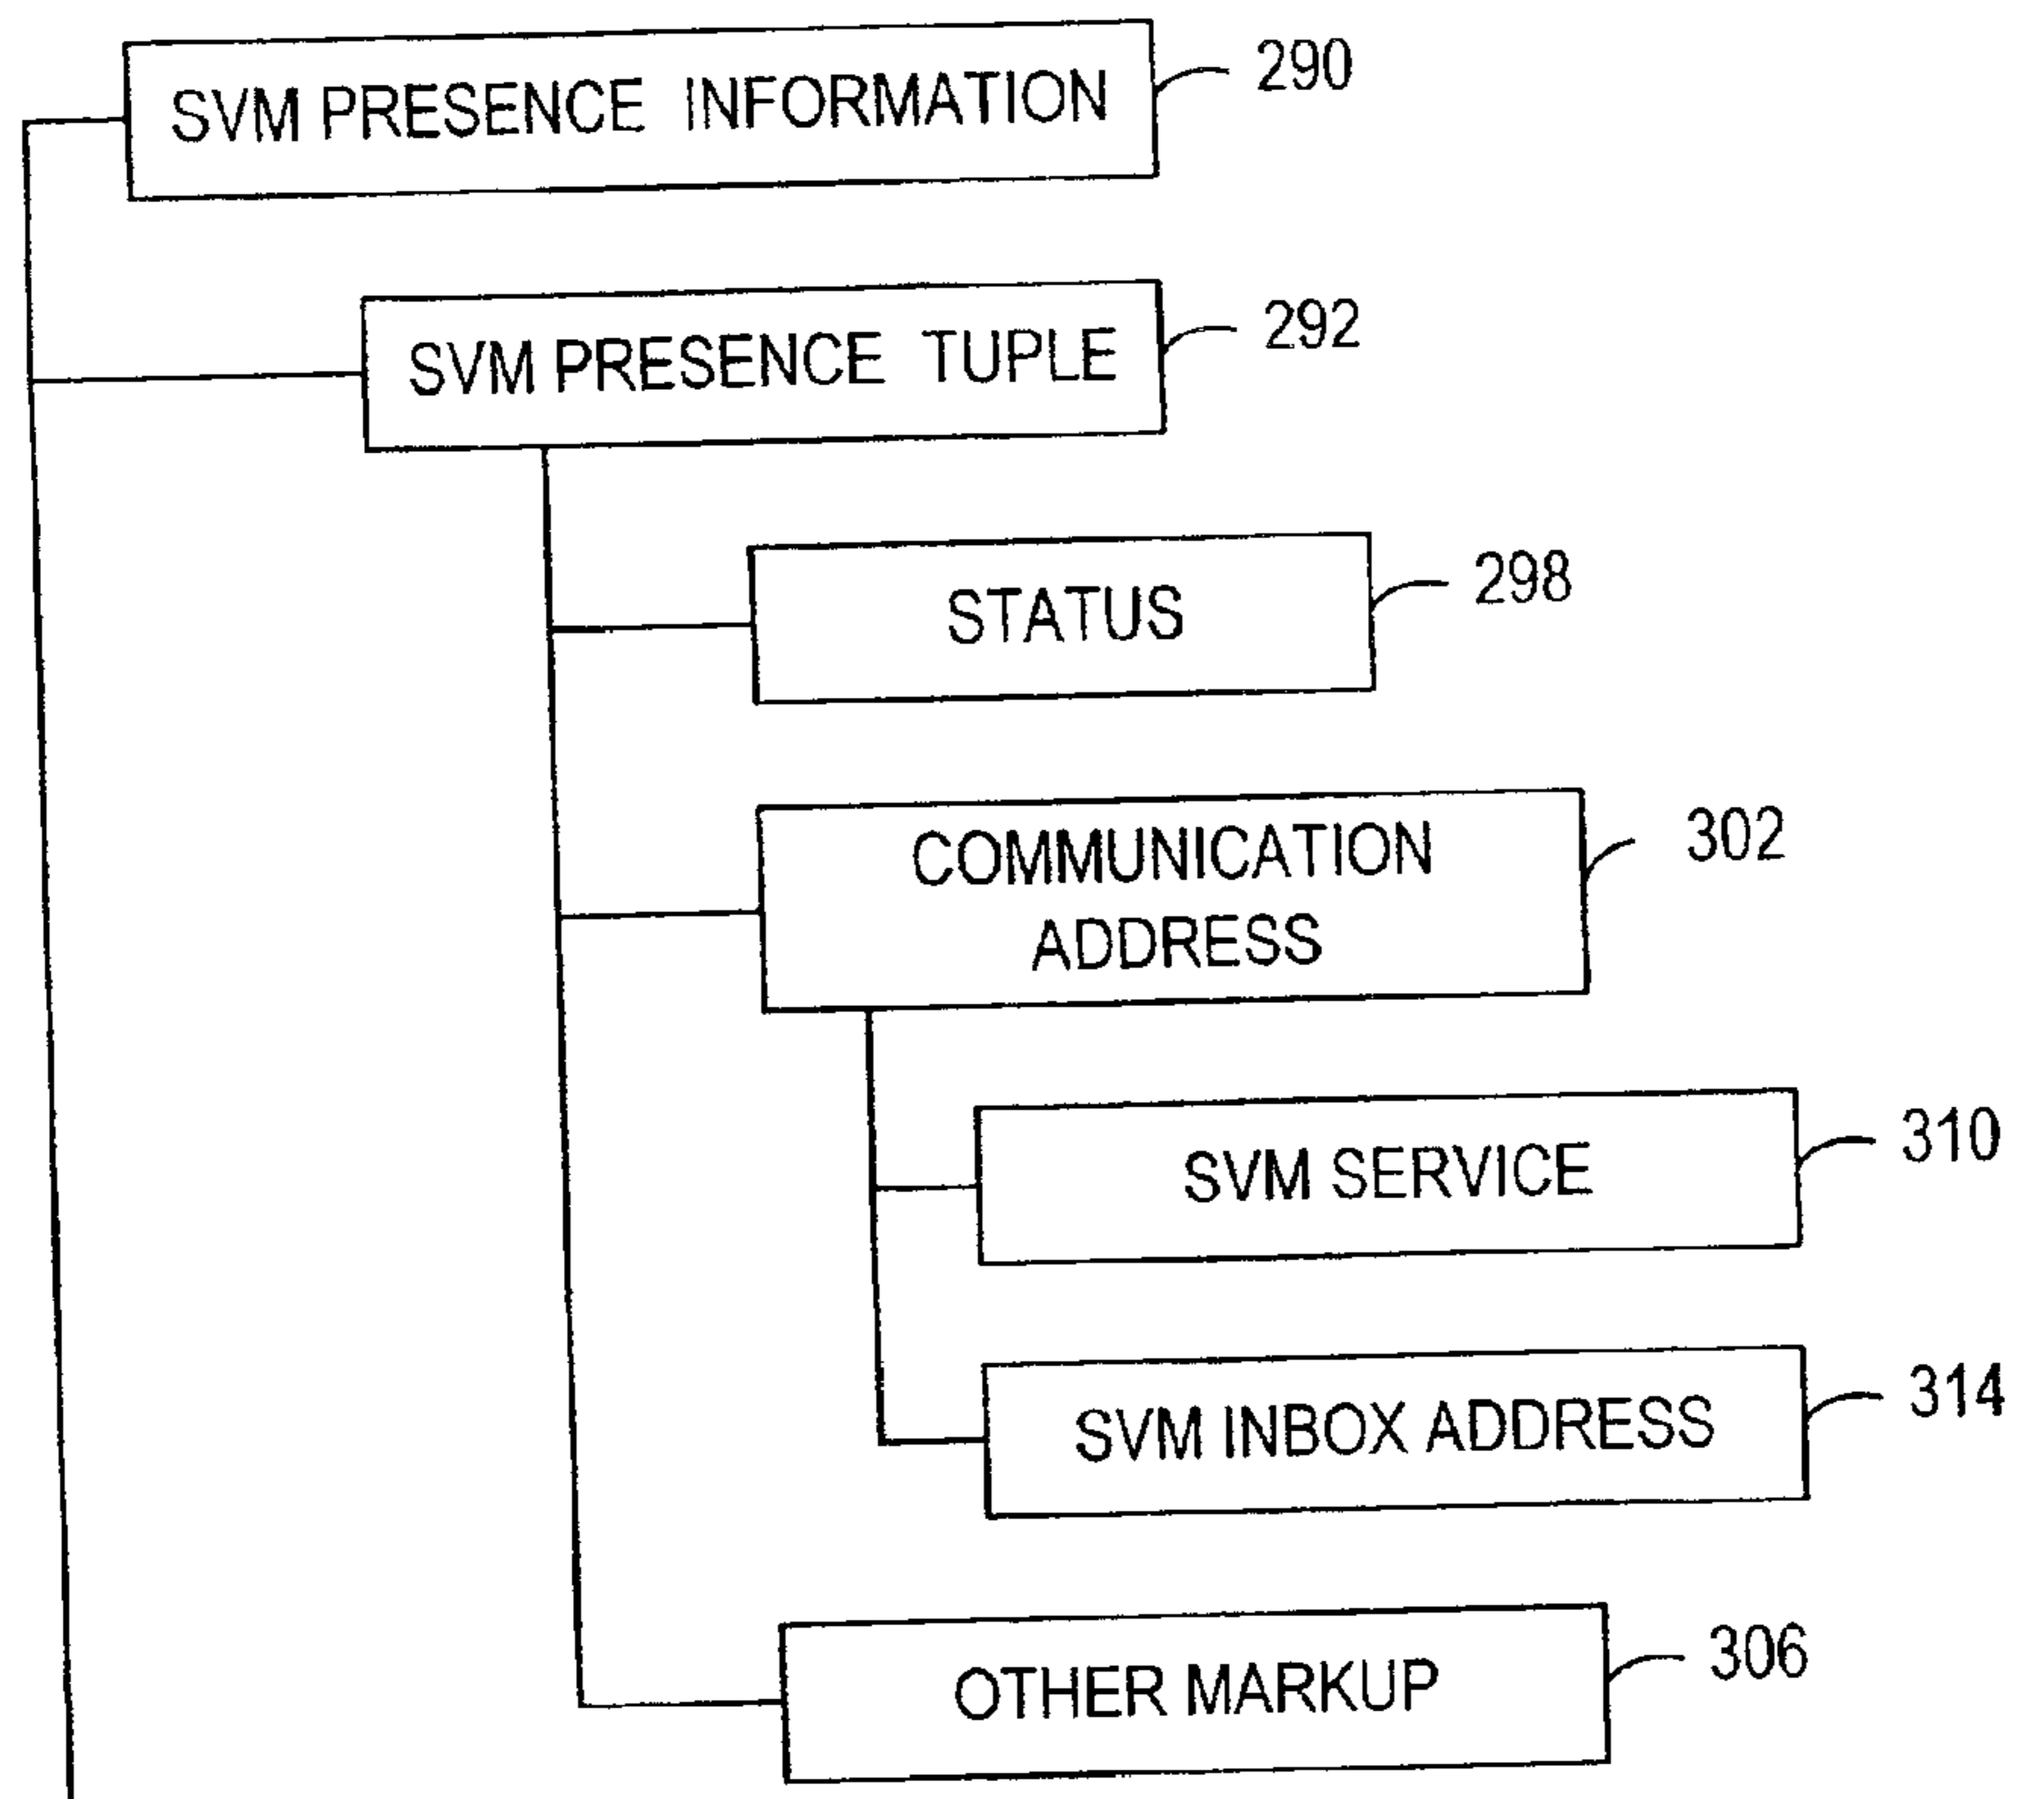 SVM PRESENCE INFORMATION
290
SVM PRESENCE TUPLE
292
STATUS
298
COMMUNICATION
ADDRESS
302
SVM SERVICE
310
SVM INBOX ADDRESS
314
OTHER MARKUP
306